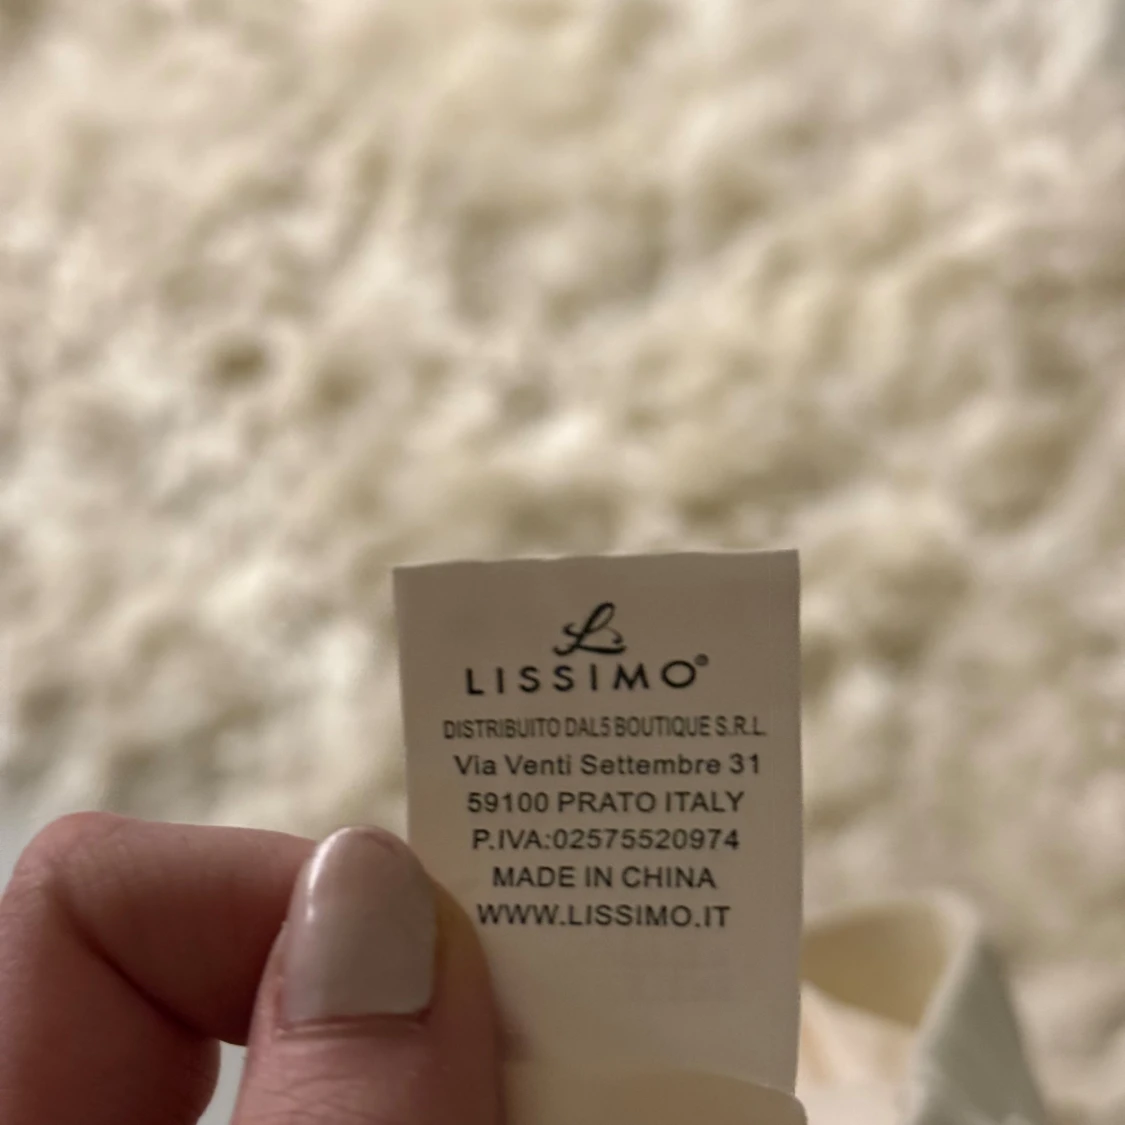 L
LISSIMO®
DISTRIBUITO DAL5 BOUTIQUE S.R.L.
Via Venti Settembre 31
59100 PRATO ITALY
P.IVA:02575520974
MADE IN CHINA
WWW.LISSIMO.IT